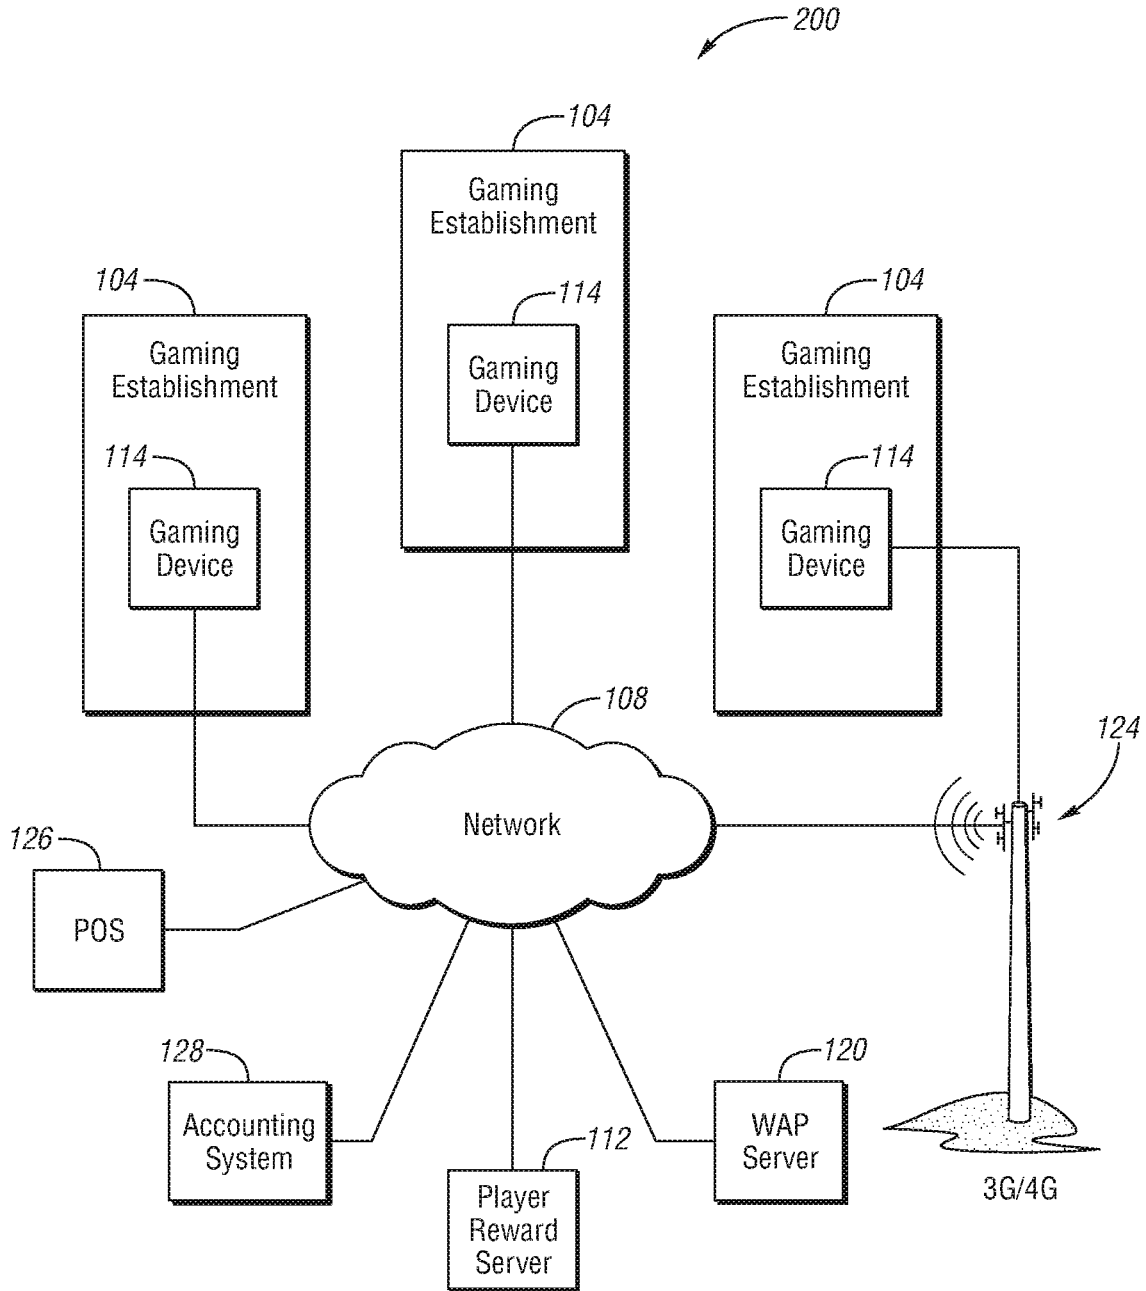 200
104
Gaming
Establishment
114
Gaming
Device
104
Gaming
Establishment
114
Gaming
Device
104
Gaming
Establishment
114
Gaming
Device
108
Network
124
126
POS
128
Accounting
System
112
Player
Reward
Server
120
WAP
Server
3G/4G